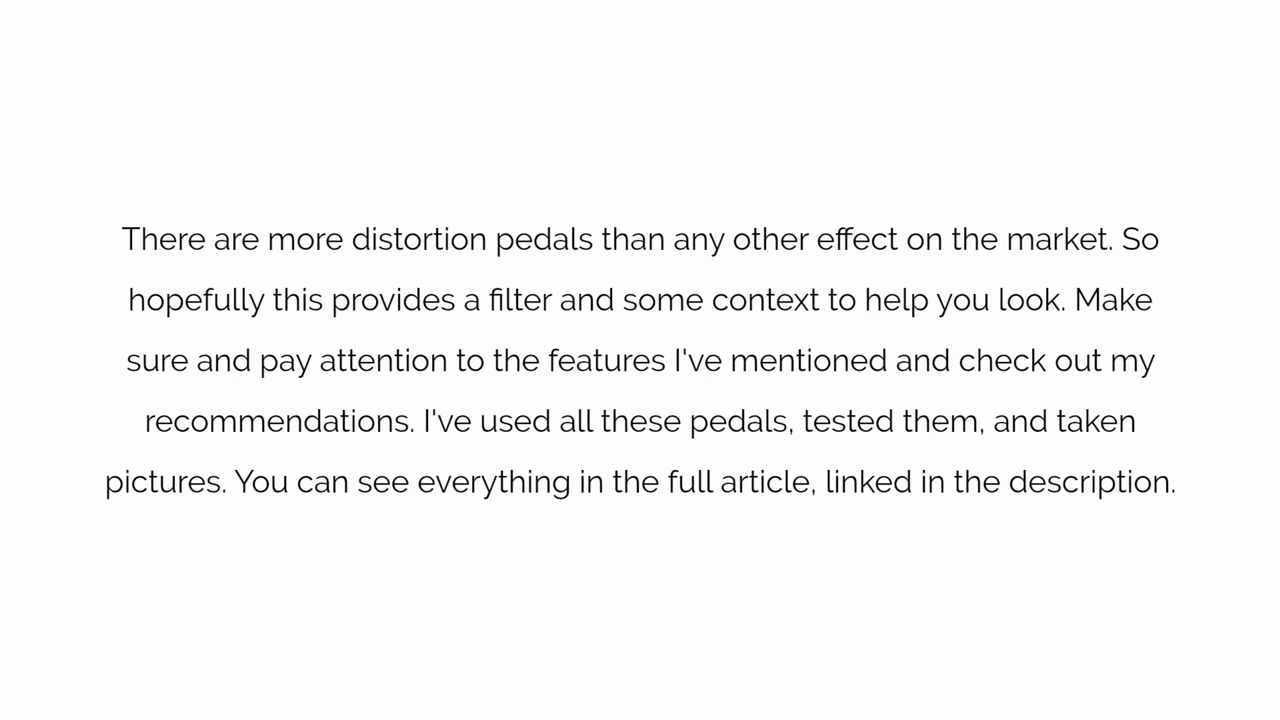 There are more distortion pedals than any other effect on the market. So
hopefully this provides a filter and some context to help you look. Make
sure and pay attention to the features I've mentioned and check out my
recommendations. I've used all these pedals, tested them, and taken
pictures. You can see everything in the full article, linked in the description.